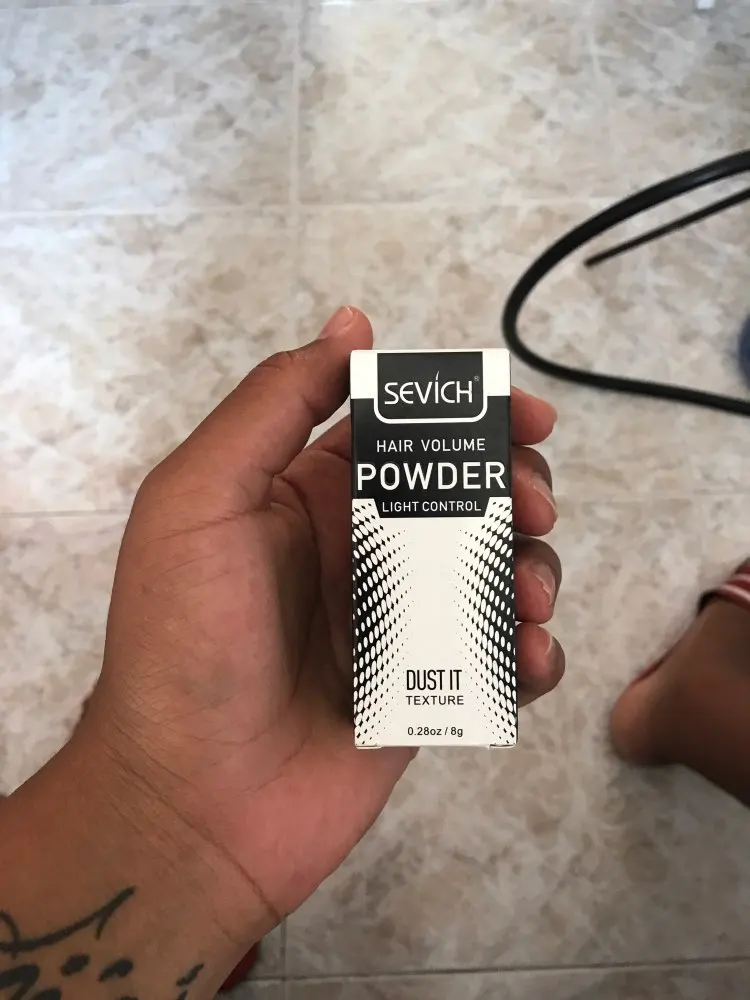 SEVICH®
HAIR VOLUME
POWDER
LIGHT CONTROL
DUST IT
TEXTURE
0.28oz / 8g